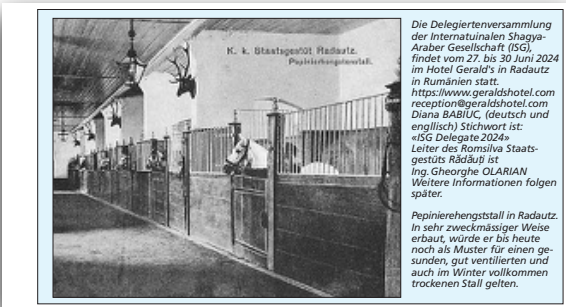 K. k. Staatsgestüt Radautz.
Pepinierhengstenstall.
Die Delegiertenversammlung
der Internatuinalen Shagya-
Araber Gesellschaft (ISG),
findet vom 27. bis 30 Juni 2024
im Hotel Gerald's in Radautz
in Rumänien statt.
https://www.geraldshotel.com
reception@geraldshotel.com
Diana BABIUC, (deutsch und
engllisch) Stichwort ist:
«ISG Delegate 2024»
Leiter des Romsilva Staats-
gestüts Rădăuţi ist
Ing. Gheorghe OLARIAN
Weitere Informationen folgen
später.
Pepinierehengststall in Radautz.
In sehr zweckmässiger Weise
erbaut, würde er bis heute
noch als Muster für einen ge-
sunden, gut ventilierten und
auch im Winter vollkommen
trockenen Stall gelten.